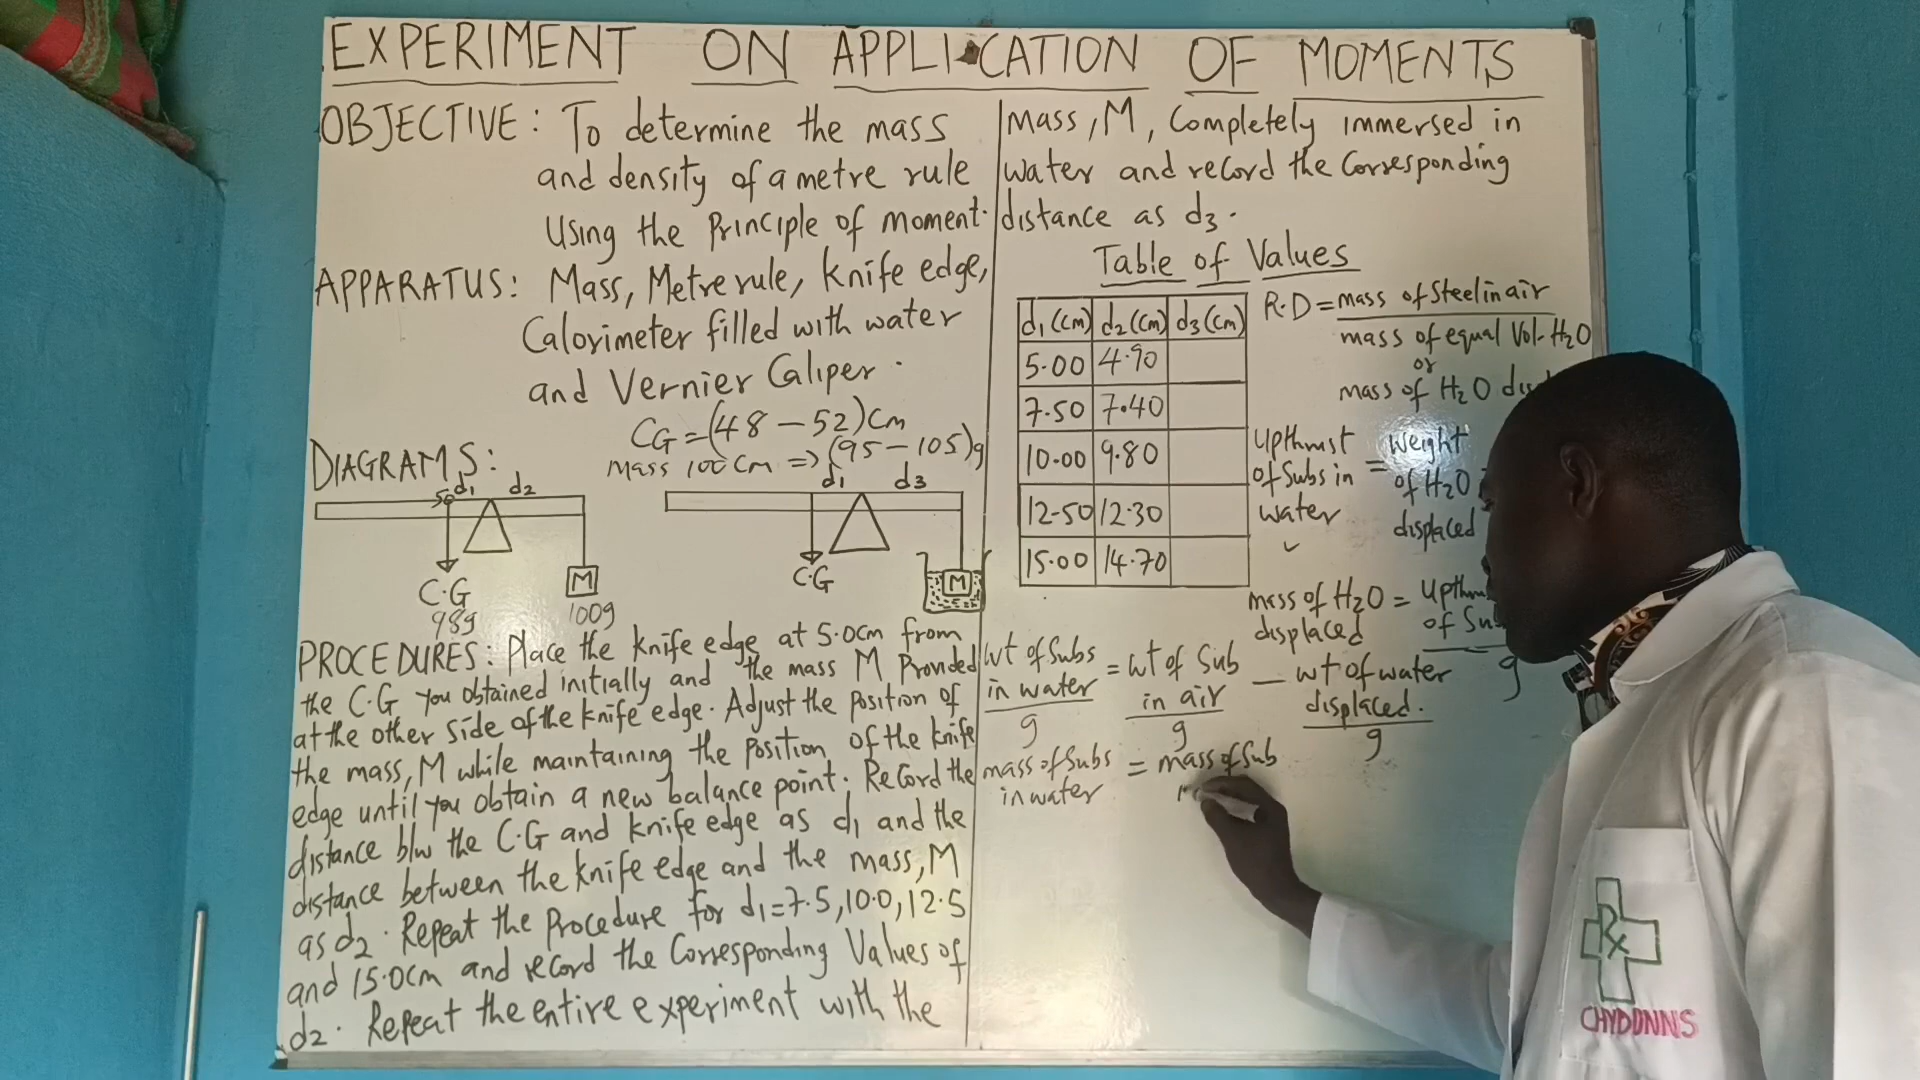 EXPERIMENT ON APPLICATION OF MOMENTS
OBJECTIVE: To determine the mass
and density of a metre rule
Using the Principle of moment.
APPARATUS: Mass, Metre rule, Knife edge,
Calorimeter filled with water
and Vernier Caliper.
CG = (48 - 52) Cm
Mass 100 Cm => (95 - 105)g
DIAGRAMS:
50 d1 d2
C.G
98g
M
100g
d1 d3
C.G
M
PROCEDURES: Place the Knife edge at 5.0cm from
the C.G You obtained initially and the mass M Provided
at the other side of the knife edge. Adjust the Position of
the mass, M while maintaining the Position of the Knife
edge until you obtain a new balance point. Record the
distance b/w the C.G and knife edge as d1 and the
distance between the knife edge and the mass, M
as d2. Repeat the Procedure for d1=7.5, 10.0, 12.5
and 15.0cm and record the Corresponding Values of
d2. Repeat the entire experiment with the
mass, M, Completely immersed in
water and record the Corresponding
distance as d3.
Table of Values
d1 (cm) d2 (cm) d3 (cm)
5.00 4.90
7.50 7.40
10.00 9.80
12.50 12.30
15.00 14.70
R.D = mass of Steel in air
mass of equal Vol. H2O
or
mass of H2O
Upthrust = Weight
of Subs in of H2O
water displaced
mass of H2O =
displaced of
g
wt of Subs = wt of Sub - wt of water
in water in air displaced.
g g g
mass of Subs = mass of Sub
in water
Rx
CHYDONNS